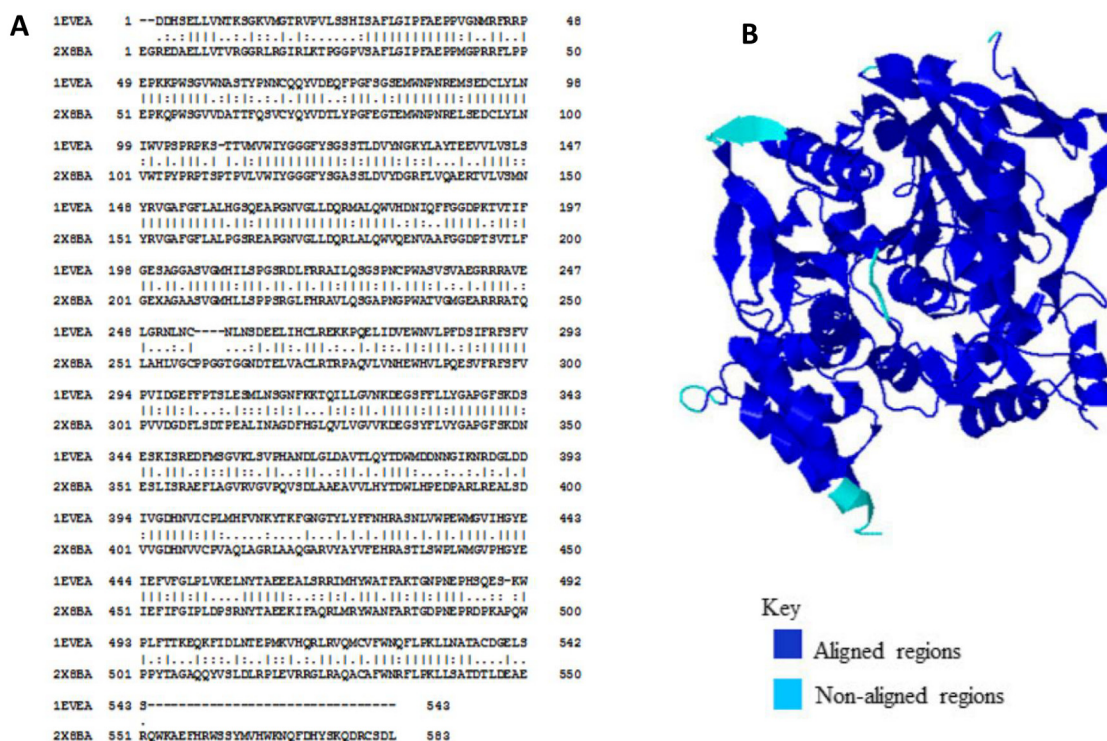 A
1EVEA 1 --DDHSELLVNTKSGKVMGTRVPVLSSHISAFLGIPFAEPPVGNMRFRRP 48
2X8BA 1 EGREDAELLVTVRGGRLRGIRLKTPGGPVSAFLGIPFAEPPMGPRRFLPP 50
1EVEA 49 EPKKPWSGVWNASTYPNNCQQYVDEQFPGFSGSEMWNPNREMSEDCLYLN 98
2X8BA 51 EPKQPWSGVVDATTFQSVCYQYVDTLYPGFEGTEMWNPNRELSEDCLYLN 100
1EVEA 99 IWVPSPRPKS-TTVMVWIYGGGFYSGSSTLDVYNGKYLAYTEEVVLVSLS 147
2X8BA 101 VWTPYPRPTSPTPVLVWIYGGGFYSGASSLDVYDGRFLVQAERTVLVSMN 150
1EVEA 148 YRVGAFGFLALHGSQEAPGNVGLLDQRMALQWVHDNIQFFGGDPKTVTIF 197
2X8BA 151 YRVGAFGFLALPGSREAPGNVGLLDQRLALQWVQENVAAFGGDPTSVTLF 200
1EVEA 198 GESAGGASVGMHILSPGSRDLFRRAILQSGSPNCPWASVSVAEGRRRAVE 247
2X8BA 201 GEXAGAASVGMHLLSPPSRGLFHRAVLQSGAPNGPWATVGMGEARRRATQ 250
1EVEA 248 LGRNLNC----NLNSDEELIHCLREKKPQELIDVEWNVLPFDSIFRFSFV 293
2X8BA 251 LAHLVGCPPGGTGGNDTELVACLRTRPAQVLVNHEWHVLPQESVFRFSFV 300
1EVEA 294 PVIDGEFFPTSLESMLNSGNFKKTQILLGVNKDEGSFFLLYGAPGFSKDS 343
2X8BA 301 PVVDGDFLSDTPEALINAGDFHGLQVLVGVVKDEGSYFLVYGAPGFSKDN 350
1EVEA 344 ESKISREDFMSGVKLSVPHANDLGLDAVTLQYTDWMDDNNGIKNRDGLDD 393
2X8BA 351 ESLISRAEFLAGVRVGVPQVSDLAAEAVVLHYTDWLHPEDPARLREALSD 400
1EVEA 394 IVGDHNVICPLMHFVNKYTKFGNGTYLYFFNHRASNLVWPEWMGVIHGYE 443
2X8BA 401 VVGDHNVVCPVAQLAGRLAAQGARVYAYVFEHRASTLSWPLWMGVPHGYE 450
1EVEA 444 IEFVFGLPLVKELNYTAEEEALSRRIMHYWATFAKTGNPNEPHSQES-KW 492
2X8BA 451 IEFIFGIPLDPSRNYTAEEKIFAQRLMRYWANFARTGDPNEPRDPKAPQW 500
1EVEA 493 PLFTTKEQKFIDLNTEPMKVHQRLRVQMCVFWNQFLPKLLNATACDGELS 542
2X8BA 501 PPYTAGAQQYVSLDLRPLEVRRGLRAQACAFWNRFLPKLLSATDTLDEAE 550
1EVEA 543 S-------------------------------- 543
2X8BA 551 RQWKAEFHRWSSYMVHWKNQFDHYSKQDRCSDL 583
B
Key
Aligned regions
Non-aligned regions